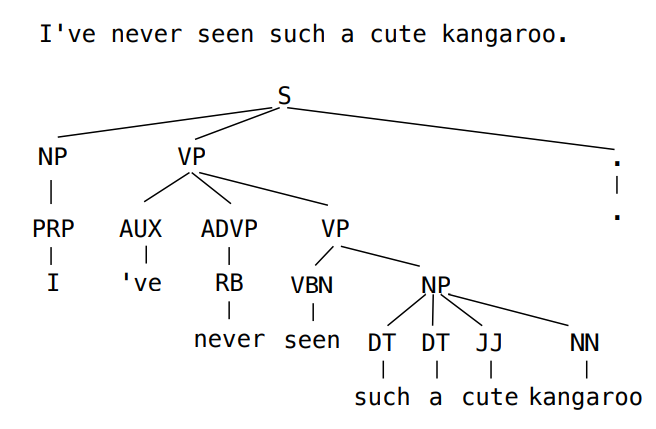 I've never seen such a cute kangaroo.
S
NP VP .
.
PRP AUX ADVP VP
I 've RB VBN NP
never seen DT DT JJ NN
such a cute kangaroo